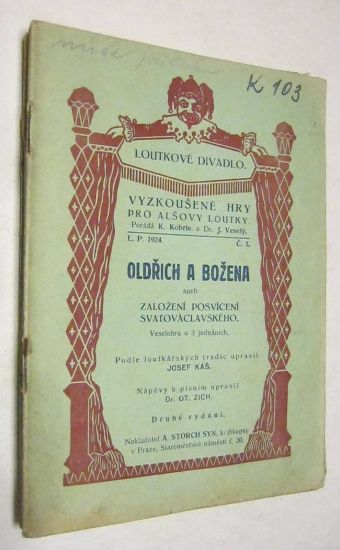 K 103
LOUTKOVÉ DIVADLO.
VYZKOUŠENÉ HRY
PRO ALŠOVY LOUTKY.
Pořádá K. Kobrle a Dr. J. Veselý.
L. P. 1924. Č. 3.
OLDŘICH A BOŽENA
aneb
ZALOŽENÍ POSVÍCENÍ
SVATOVÁCLAVSKÉHO.
Veselohra o 3 jednáních.
Podle loutkářských tradic upravil
JOSEF KÁŠ.
Nápěvy k písním upravil
Dr. OT. ZICH.
Druhé vydání.
Nakladatel A. STORCH SYN, knihkupec
v Praze, Staroměstské náměstí č. 20.